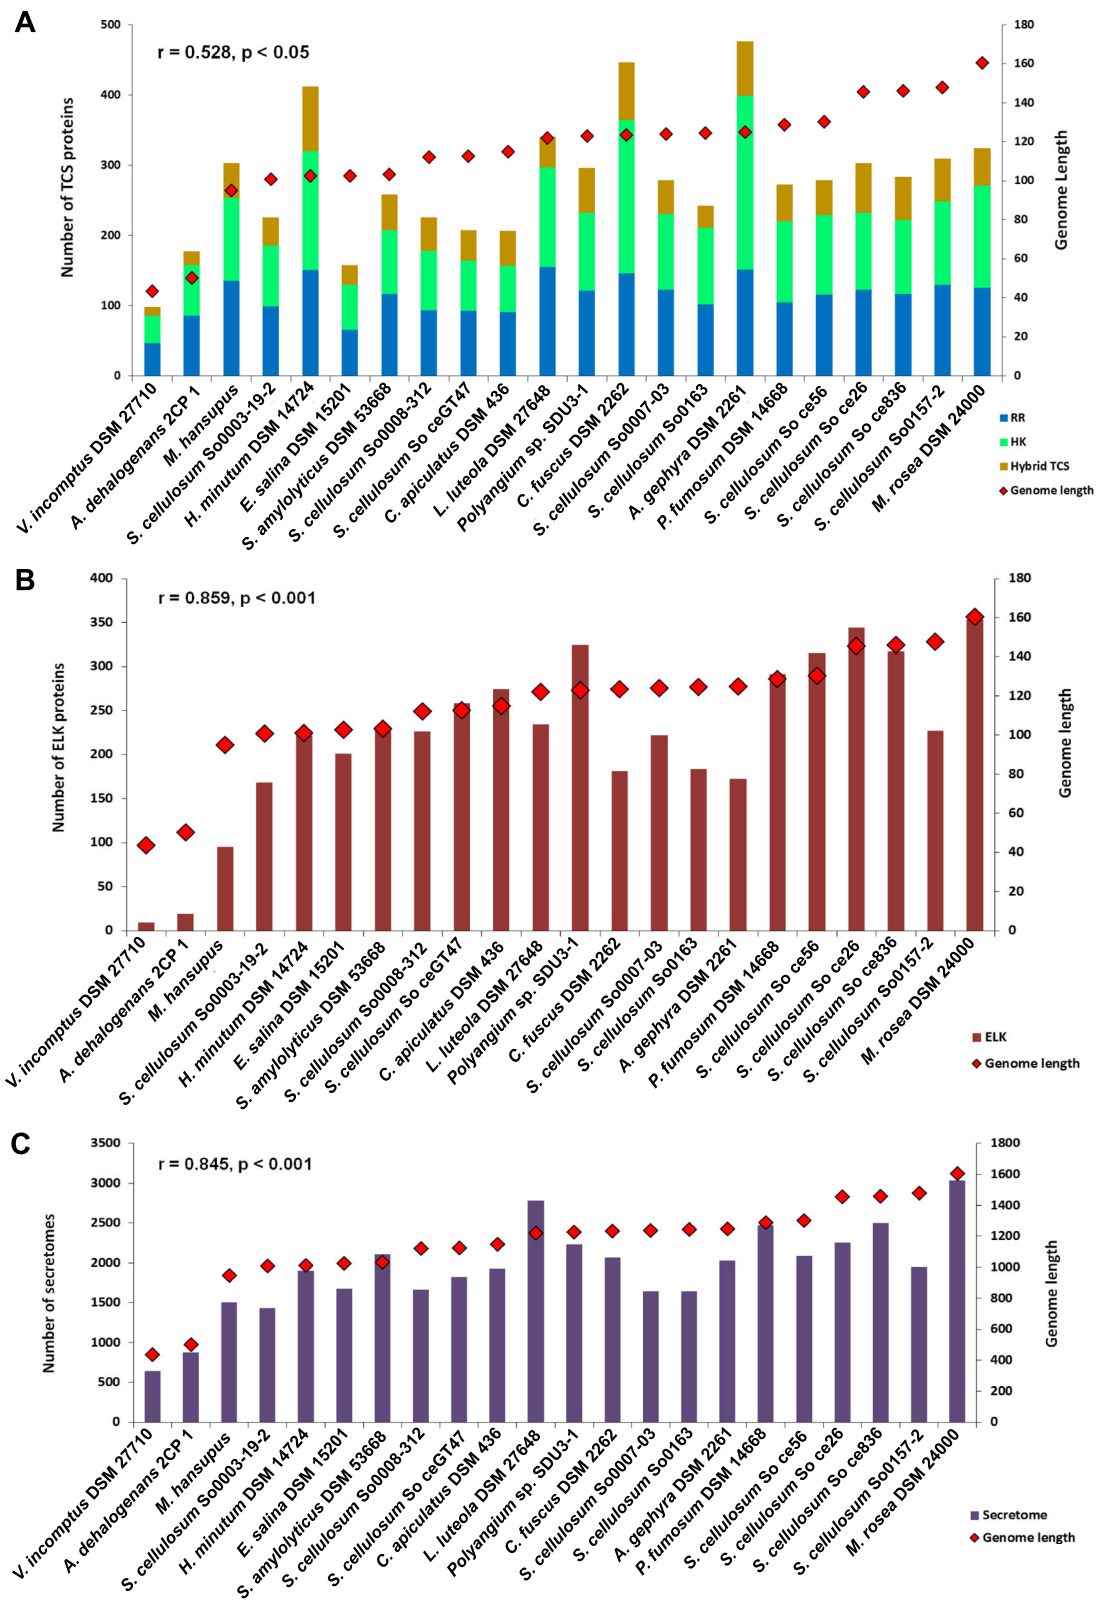 A
r = 0.528, p < 0.05
Number of TCS proteins
500
400
300
200
100
0
180
160
140
120
100
80
60
40
20
0
Genome Length
V. incomptus DSM 27710
A. dehalogenans 2CP 1
M. hansupus
S. cellulosum So0003-19-2
H. minutum DSM 14724
E. salina DSM 15201
S. amylolyticus DSM 53668
S. cellulosum So0008-312
S. cellulosum So ceGT47
C. apiculatus DSM 436
L. luteola DSM 27648
Polyangium sp. SDU3-1
C. fuscus DSM 2262
S. cellulosum So0007-03
S. cellulosum So0163
A. gephyra DSM 2261
P. fumosum DSM 14668
S. cellulosum So ce56
S. cellulosum So ce26
S. cellulosum So ce836
S. cellulosum So0157-2
M. rosea DSM 24000
RR
HK
Hybrid TCS
Genome length
B
r = 0.859, p < 0.001
Number of ELK proteins
400
350
300
250
200
150
100
50
0
180
160
140
120
100
80
60
40
20
0
Genome length
V. incomptus DSM 27710
A. dehalogenans 2CP 1
M. hansupus
S. cellulosum So0003-19-2
H. minutum DSM 14724
E. salina DSM 15201
S. amylolyticus DSM 53668
S. cellulosum So0008-312
S. cellulosum So ceGT47
C. apiculatus DSM 436
L. luteola DSM 27648
Polyangium sp. SDU3-1
C. fuscus DSM 2262
S. cellulosum So0007-03
S. cellulosum So0163
A. gephyra DSM 2261
P. fumosum DSM 14668
S. cellulosum So ce56
S. cellulosum So ce26
S. cellulosum So ce836
S. cellulosum So0157-2
M. rosea DSM 24000
ELK
Genome length
C
r = 0.845, p < 0.001
Number of secretomes
3500
3000
2500
2000
1500
1000
500
0
1800
1600
1400
1200
1000
800
600
400
200
0
Genome length
V. incomptus DSM 27710
A. dehalogenans 2CP 1
M. hansupus
S. cellulosum So0003-19-2
H. minutum DSM 14724
E. salina DSM 15201
S. amylolyticus DSM 53668
S. cellulosum So0008-312
S. cellulosum So ceGT47
C. apiculatus DSM 436
L. luteola DSM 27648
Polyangium sp. SDU3-1
C. fuscus DSM 2262
S. cellulosum So0007-03
S. cellulosum So0163
A. gephyra DSM 2261
P. fumosum DSM 14668
S. cellulosum So ce56
S. cellulosum So ce26
S. cellulosum So ce836
S. cellulosum So0157-2
M. rosea DSM 24000
Secretome
Genome length